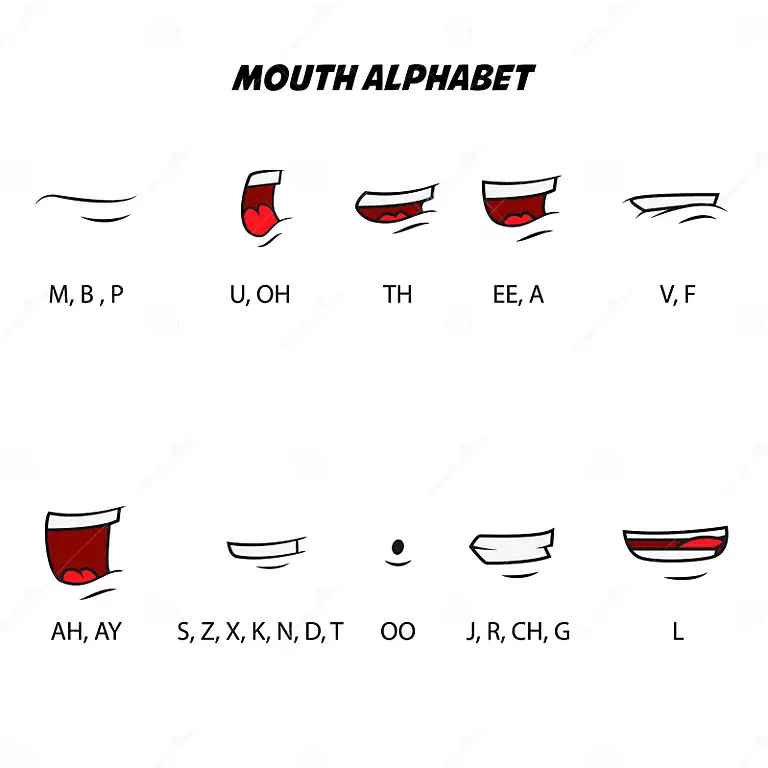 MOUTH ALPHABET
M, B , P
U, OH
TH
EE, A
V, F
AH, AY
S, Z, X, K, N, D, T
OO
J, R, CH, G
L